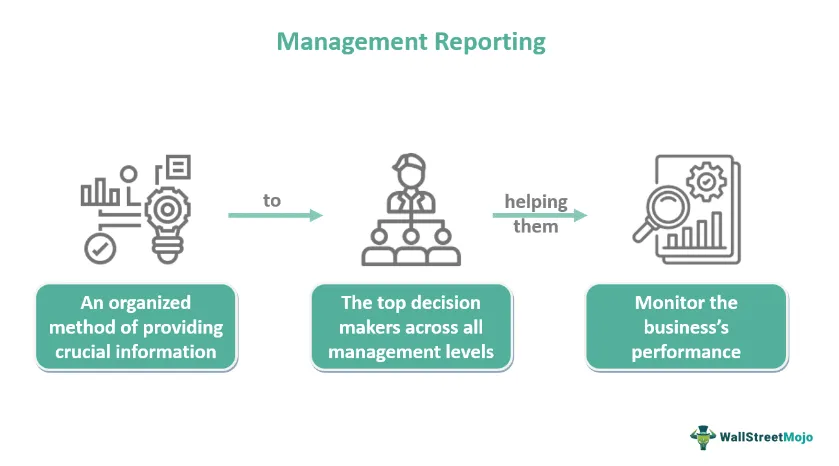 Management Reporting
to
helping
them
An organized
method of providing
crucial information
The top decision
makers across all
management levels
Monitor the
business’s
performance
WallStreetMojo